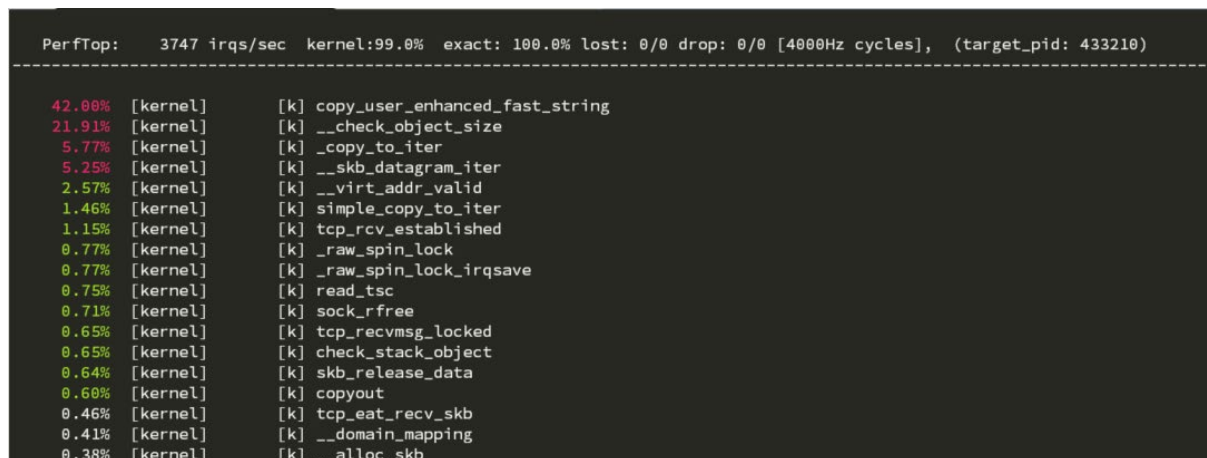 PerfTop: 3747 irqs/sec kernel:99.0% exact: 100.0% lost: 0/0 drop: 0/0 [4000Hz cycles], (target_pid: 433210)
------------------------------------------------------------------------------------------------------------------------
42.00% [kernel] [k] copy_user_enhanced_fast_string
21.91% [kernel] [k] __check_object_size
5.77% [kernel] [k] _copy_to_iter
5.25% [kernel] [k] __skb_datagram_iter
2.57% [kernel] [k] __virt_addr_valid
1.46% [kernel] [k] simple_copy_to_iter
1.15% [kernel] [k] tcp_rcv_established
0.77% [kernel] [k] _raw_spin_lock
0.77% [kernel] [k] _raw_spin_lock_irqsave
0.75% [kernel] [k] read_tsc
0.71% [kernel] [k] sock_rfree
0.65% [kernel] [k] tcp_recvmsg_locked
0.65% [kernel] [k] check_stack_object
0.64% [kernel] [k] skb_release_data
0.60% [kernel] [k] copyout
0.46% [kernel] [k] tcp_eat_recv_skb
0.41% [kernel] [k] __domain_mapping
0.38% [kernel] [k] __alloc_skb